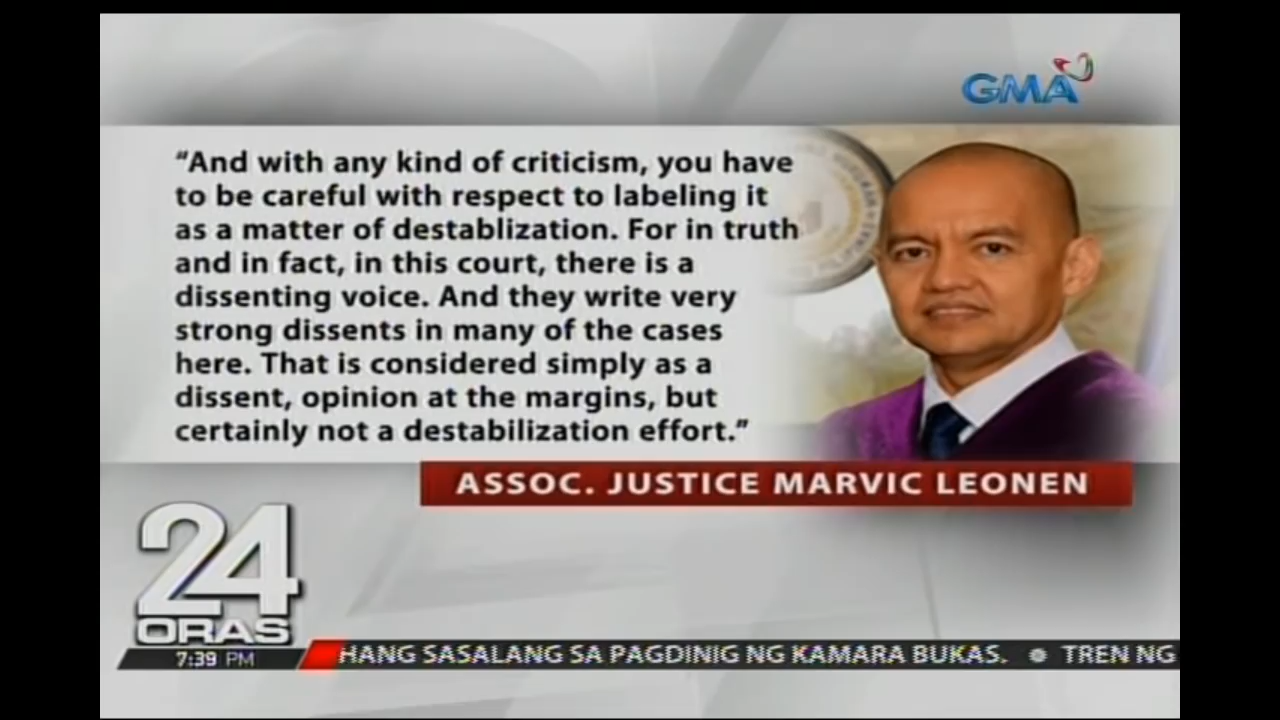 GMA
“And with any kind of criticism, you have
to be careful with respect to labeling it
as a matter of destablization. For in truth
and in fact, in this court, there is a
dissenting voice. And they write very
strong dissents in many of the cases
here. That is considered simply as a
dissent, opinion at the margins, but
certainly not a destabilization effort.”
ASSOC. JUSTICE MARVIC LEONEN
24
ORAS
7:39 PM
HANG SASALANG SA PAGDINIG NG KAMARA BUKAS. TREN NG